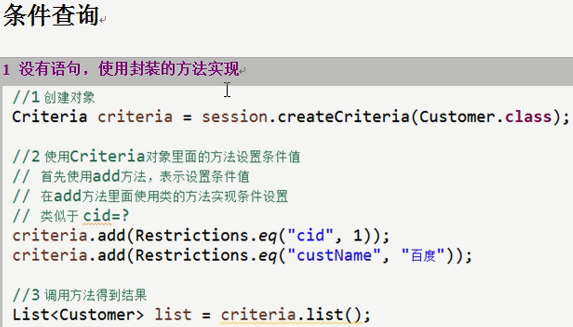 条件查询
1 没有语句，使用封装的方法实现
//1 创建对象
Criteria criteria = session.createCriteria(Customer.class);
//2 使用Criteria对象里面的方法设置条件值
// 首先使用add方法，表示设置条件值
// 在add方法里面使用类的方法实现条件设置
// 类似于 cid=?
criteria.add(Restrictions.eq("cid", 1));
criteria.add(Restrictions.eq("custName", "百度"));
//3 调用方法得到结果
List<Customer> list = criteria.list();